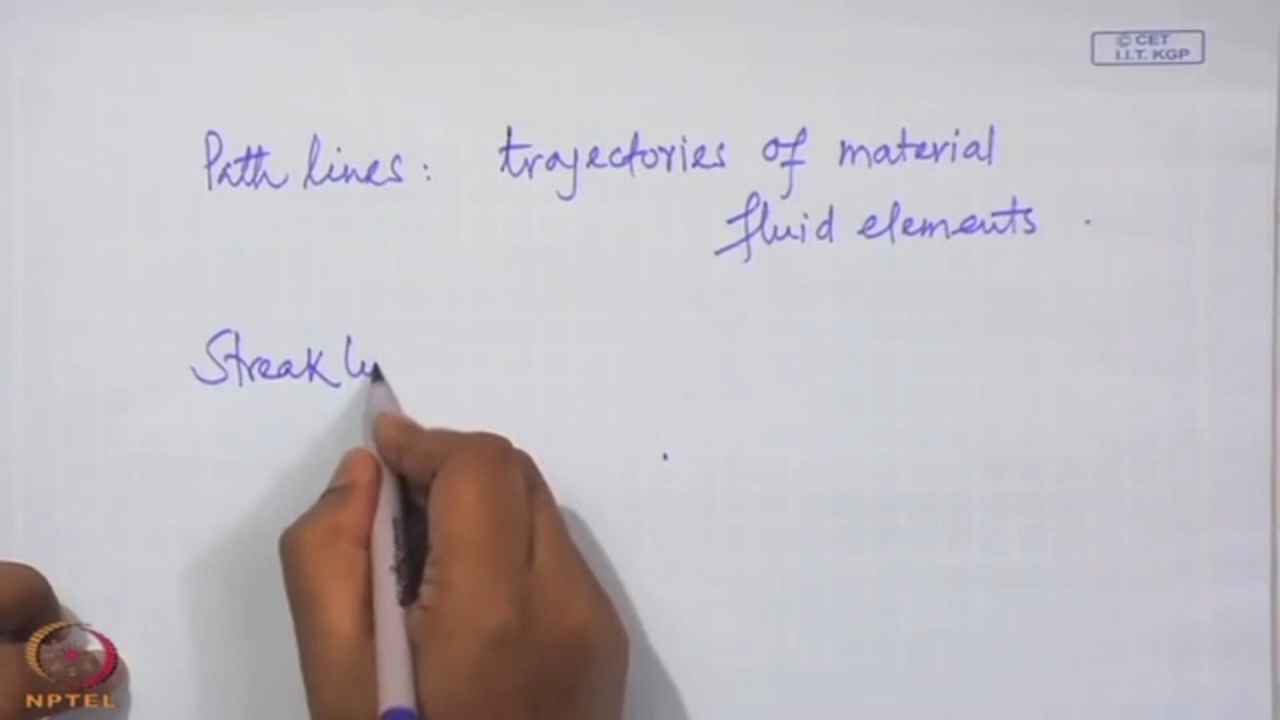 © CET
I.I.T. KGP
Path lines: trajectories of material
fluid elements.
Streak
NPTEL